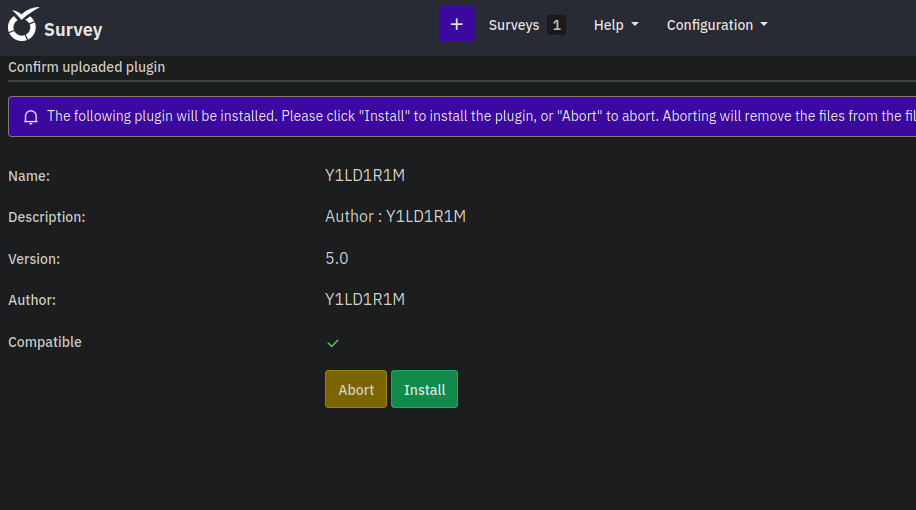 Survey
+ Surveys 1 Help Configuration
Confirm uploaded plugin
The following plugin will be installed. Please click "Install" to install the plugin, or "Abort" to abort. Aborting will remove the files from the
Name: Y1LD1R1M
Description: Author : Y1LD1R1M
Version: 5.0
Author: Y1LD1R1M
Compatible
Abort Install